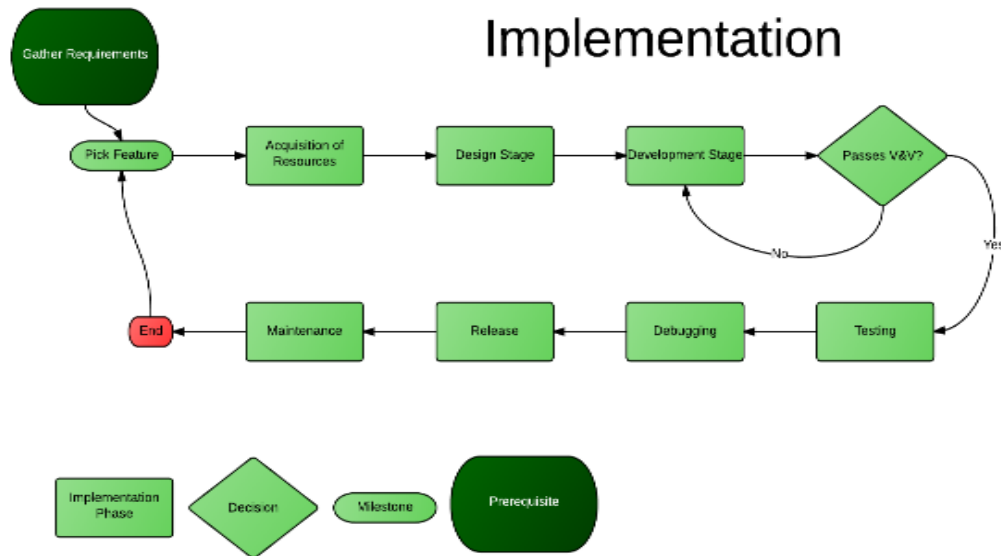 Implementation
Gather Requirements
Pick Feature
Acquisition of
Resources
Design Stage
Development Stage
Passes V&V?
No
Yes
End
Maintenance
Release
Debugging
Testing
Implementation
Phase
Decision
Milestone
Prerequisite